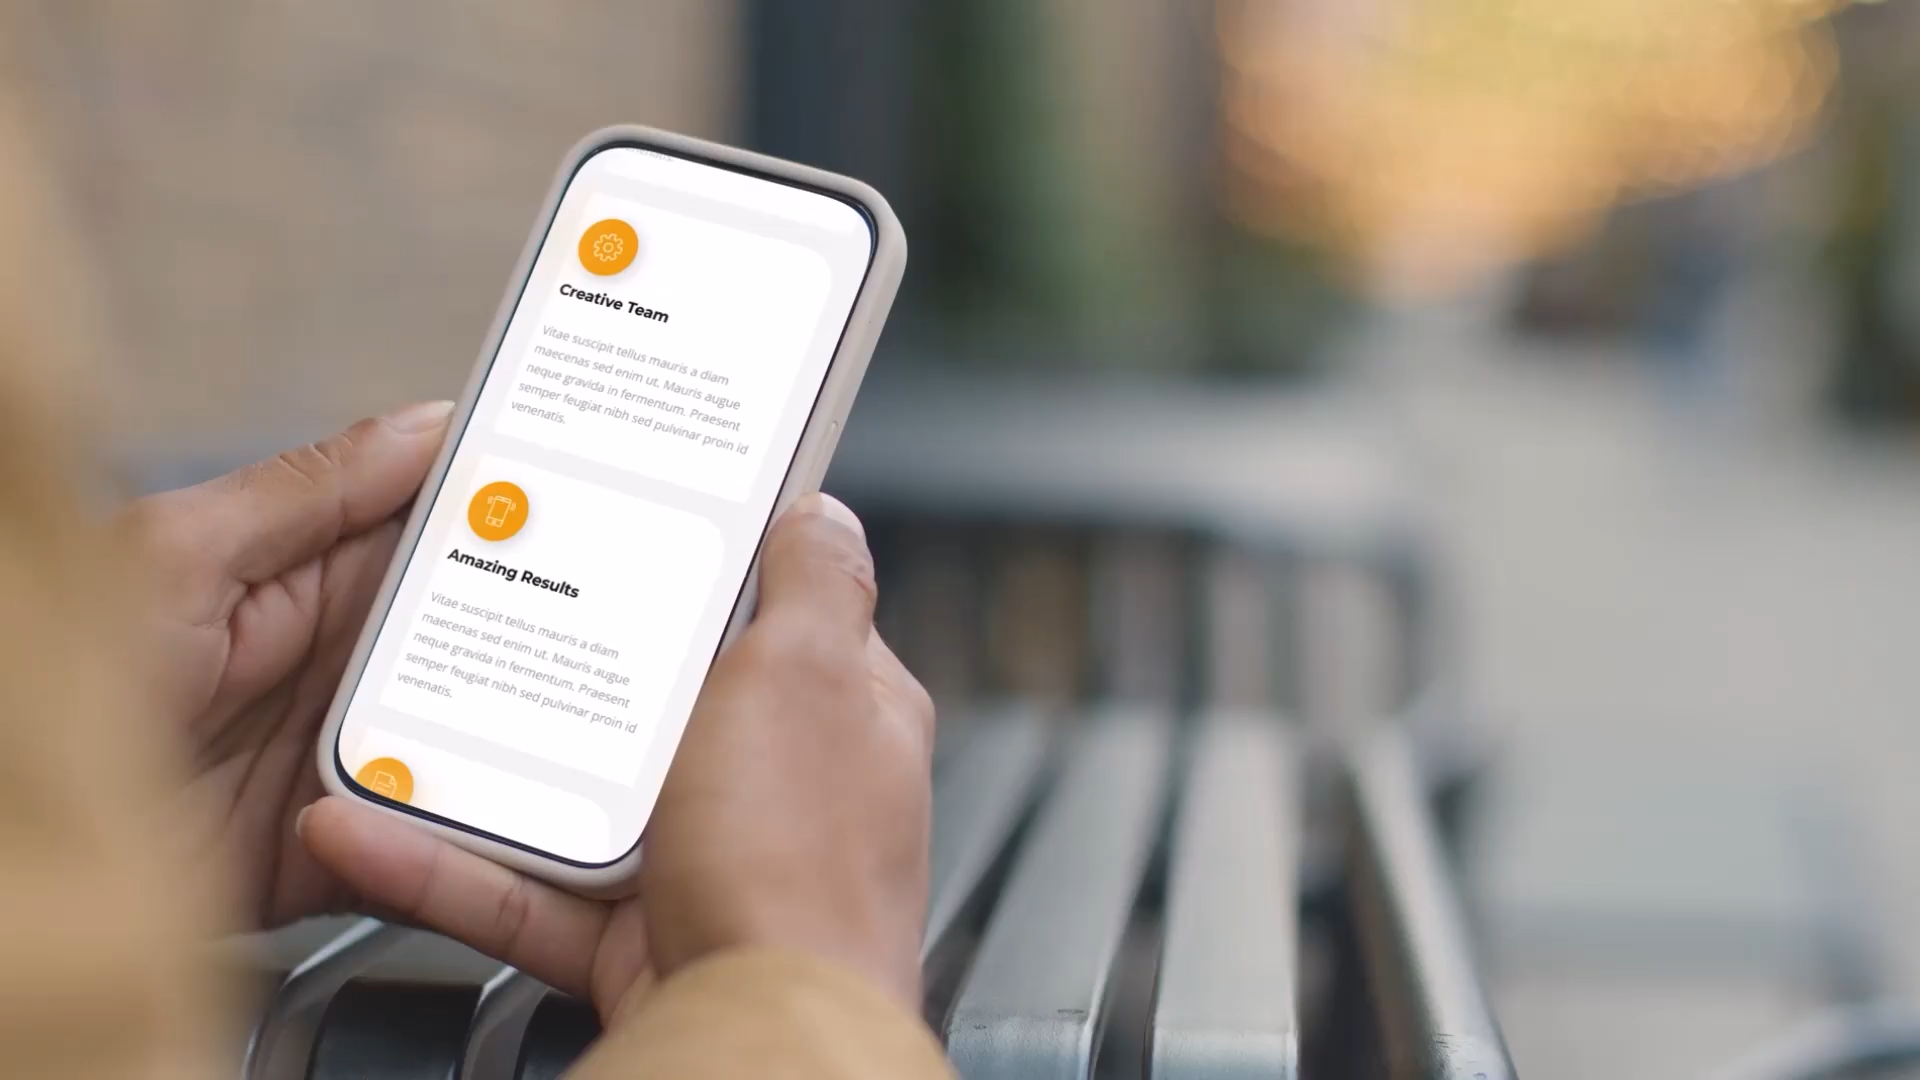 Creative Team
Vitae suscipit tellus mauris a diam
maecenas sed enim ut. Mauris augue
neque gravida in fermentum. Praesent
semper feugiat nibh sed pulvinar proin id
venenatis.
Amazing Results
Vitae suscipit tellus mauris a diam
maecenas sed enim ut. Mauris augue
neque gravida in fermentum. Praesent
semper feugiat nibh sed pulvinar proin id
venenatis.